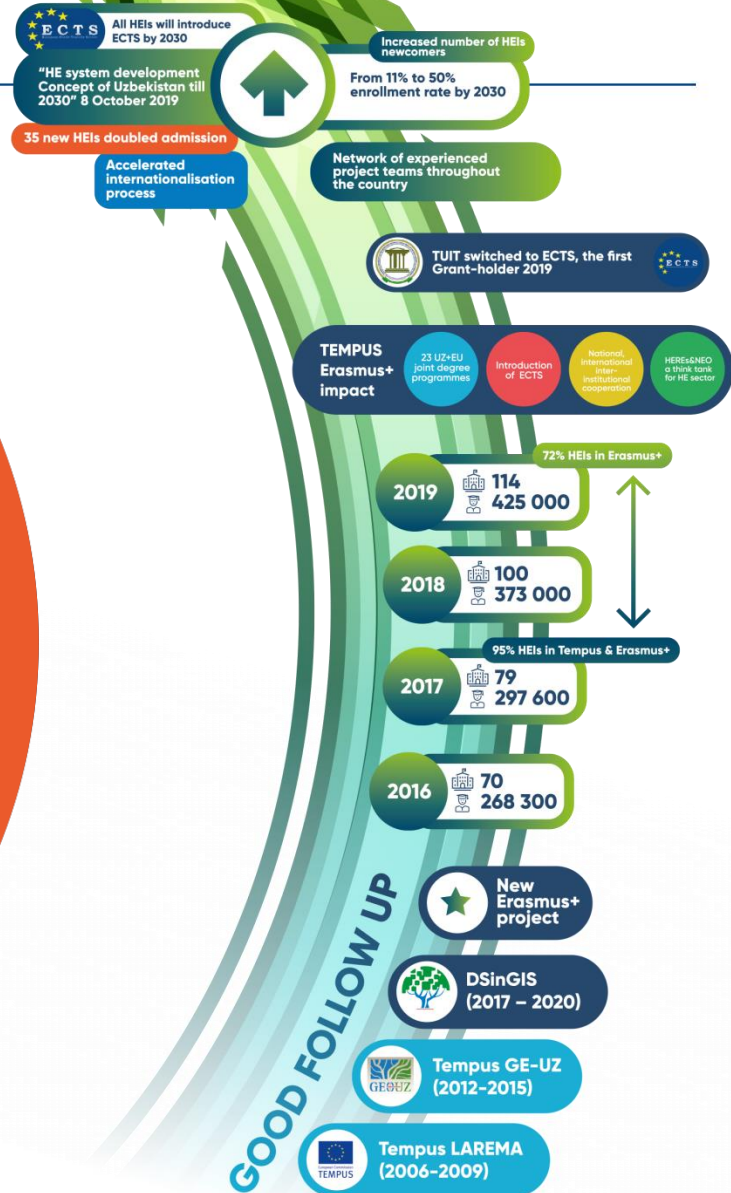 ECTS
All HEIs will introduce
ECTS by 2030
Increased number of HEIs
newcomers
"HE system development
Concept of Uzbekistan till
2030" 8 October 2019
From 11% to 50%
enrollment rate by 2030
35 new HEIs doubled admission
Accelerated
internationalisation
process
Network of experienced
project teams throughout
the country
TUIT switched to ECTS, the first
Grant-holder 2019
ECTS
TEMPUS
Erasmus+
impact
23 UZ+EU
joint degree
programmes
Introduction
of ECTS
National,
international
inter-
institutional
cooperation
HEREs&NEO
a think tank
for HE sector
72% HEIs in Erasmus+
2019
114
425 000
2018
100
373 000
95% HEIs in Tempus & Erasmus+
2017
79
297 600
2016
70
268 300
GOOD FOLLOW UP
New
Erasmus+
project
DSinGIS
(2017 – 2020)
GEOUZ
Tempus GE-UZ
(2012-2015)
TEMPUS
Tempus LAREMA
(2006-2009)